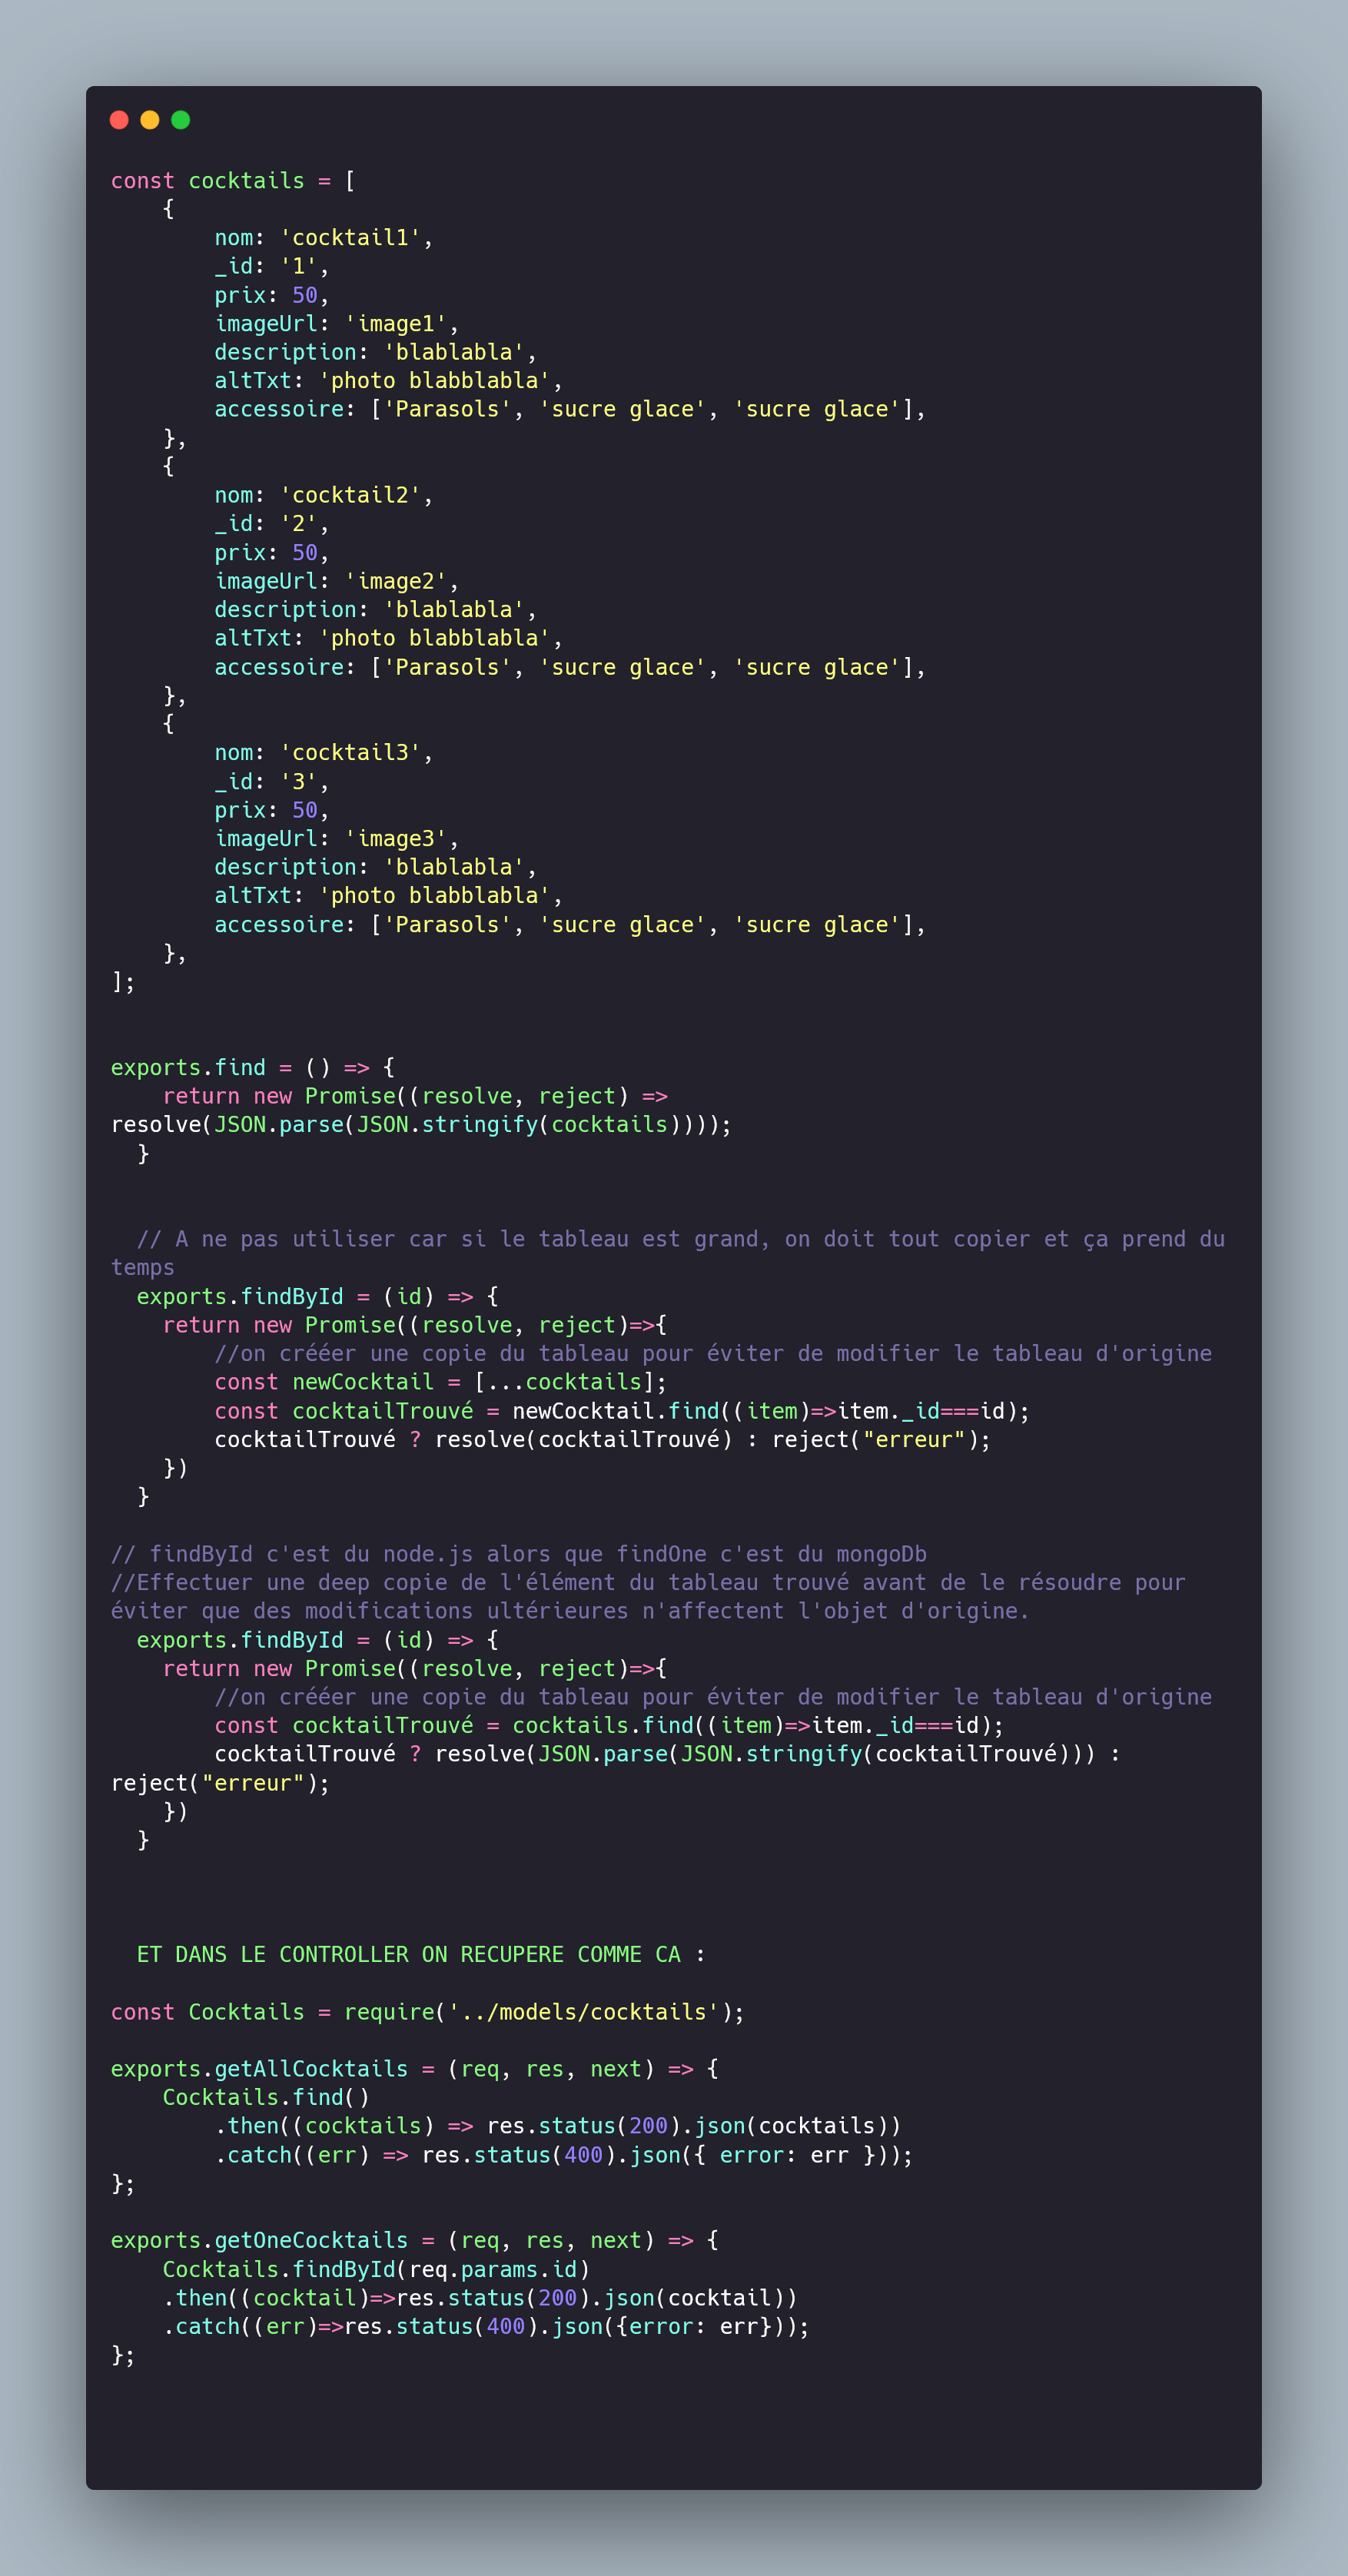 const cocktails = [
    {
        nom: 'cocktail1',
        _id: '1',
        prix: 50,
        imageUrl: 'image1',
        description: 'blablabla',
        altTxt: 'photo blabblabla',
        accessoire: ['Parasols', 'sucre glace', 'sucre glace'],
    },
    {
        nom: 'cocktail2',
        _id: '2',
        prix: 50,
        imageUrl: 'image2',
        description: 'blablabla',
        altTxt: 'photo blabblabla',
        accessoire: ['Parasols', 'sucre glace', 'sucre glace'],
    },
    {
        nom: 'cocktail3',
        _id: '3',
        prix: 50,
        imageUrl: 'image3',
        description: 'blablabla',
        altTxt: 'photo blabblabla',
        accessoire: ['Parasols', 'sucre glace', 'sucre glace'],
    },
];
exports.find = () => {
    return new Promise((resolve, reject) =>
resolve(JSON.parse(JSON.stringify(cocktails))));
  }
  // A ne pas utiliser car si le tableau est grand, on doit tout copier et ça prend du
temps
  exports.findById = (id) => {
    return new Promise((resolve, reject)=>{
        //on crééer une copie du tableau pour éviter de modifier le tableau d'origine
        const newCocktail = [...cocktails];
        const cocktailTrouvé = newCocktail.find((item)=>item._id===id);
        cocktailTrouvé ? resolve(cocktailTrouvé) : reject("erreur");
    })
  }
// findById c'est du node.js alors que findOne c'est du mongoDb
//Effectuer une deep copie de l'élément du tableau trouvé avant de le résoudre pour
éviter que des modifications ultérieures n'affectent l'objet d'origine.
  exports.findById = (id) => {
    return new Promise((resolve, reject)=>{
        //on crééer une copie du tableau pour éviter de modifier le tableau d'origine
        const cocktailTrouvé = cocktails.find((item)=>item._id===id);
        cocktailTrouvé ? resolve(JSON.parse(JSON.stringify(cocktailTrouvé))) :
reject("erreur");
    })
  }
  ET DANS LE CONTROLLER ON RECUPERE COMME CA :
const Cocktails = require('../models/cocktails');
exports.getAllCocktails = (req, res, next) => {
    Cocktails.find()
        .then((cocktails) => res.status(200).json(cocktails))
        .catch((err) => res.status(400).json({ error: err }));
};
exports.getOneCocktails = (req, res, next) => {
    Cocktails.findById(req.params.id)
    .then((cocktail)=>res.status(200).json(cocktail))
    .catch((err)=>res.status(400).json({error: err}));
};